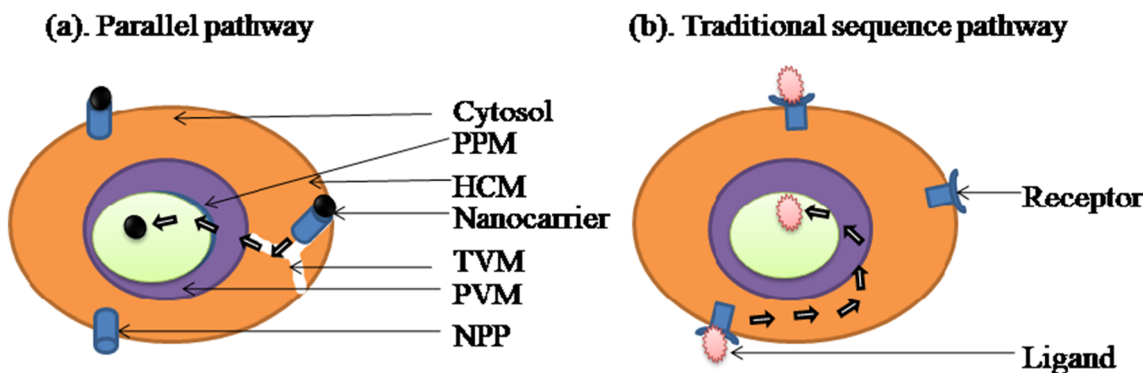 (a). Parallel pathway
(b). Traditional sequence pathway
Cytosol
PPM
HCM
Nanocarrier
TVM
PVM
NPP
Receptor
Ligand